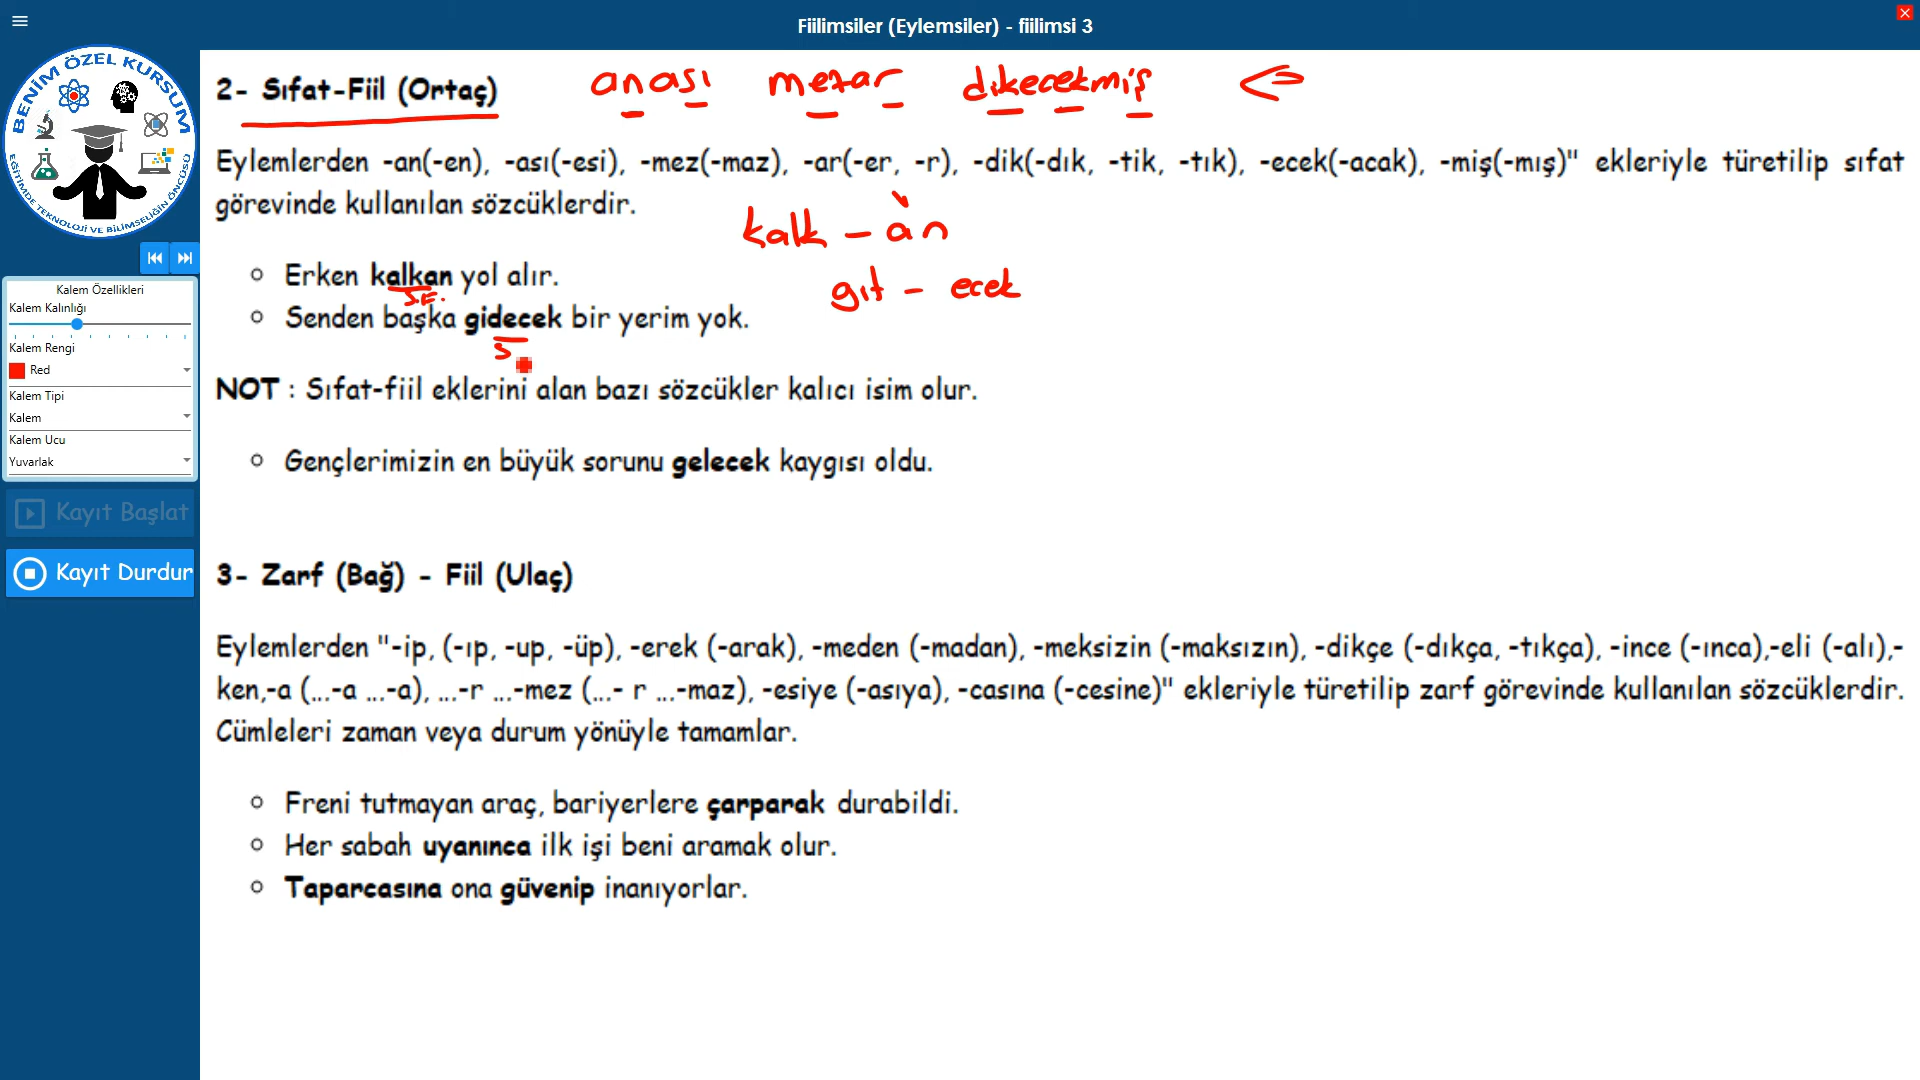 Fiilimsiler (Eylemsiler) - fiilimsi 3
BENİM ÖZEL KURSUM
EĞİTİMDE TEKNOLOJİ VE BİLİMSELİĞİN ÖNCÜSÜ
Kalem Özellikleri
Kalem Kalınlığı
Kalem Rengi
Red
Kalem Tipi
Kalem
Kalem Ucu
Yuvarlak
Kayıt Başlat
Kayıt Durdur
2- Sıfat-Fiil (Ortaç) anası mezar dikecekmiş
Eylemlerden -an(-en), -ası(-esi), -mez(-maz), -ar(-er, -r), -dik(-dık, -tik, -tık), -ecek(-acak), -miş(-mış)" ekleriyle türetilip sıfat
görevinde kullanılan sözcüklerdir.
kalk - an
Erken kalkan yol alır.
S.F.
git - ecek
Senden başka gidecek bir yerim yok.
S
NOT : Sıfat-fiil eklerini alan bazı sözcükler kalıcı isim olur.
Gençlerimizin en büyük sorunu gelecek kaygısı oldu.
3- Zarf (Bağ) - Fiil (Ulaç)
Eylemlerden "-ip, (-ıp, -up, -üp), -erek (-arak), -meden (-madan), -meksizin (-maksızın), -dikçe (-dıkça, -tıkça), -ince (-ınca),-eli (-alı),-
ken,-a (...-a ...-a), ...-r ...-mez (...- r ...-maz), -esiye (-asıya), -casına (-cesine)" ekleriyle türetilip zarf görevinde kullanılan sözcüklerdir.
Cümleleri zaman veya durum yönüyle tamamlar.
Freni tutmayan araç, bariyerlere çarparak durabildi.
Her sabah uyanınca ilk işi beni aramak olur.
Taparcasına ona güvenip inanıyorlar.